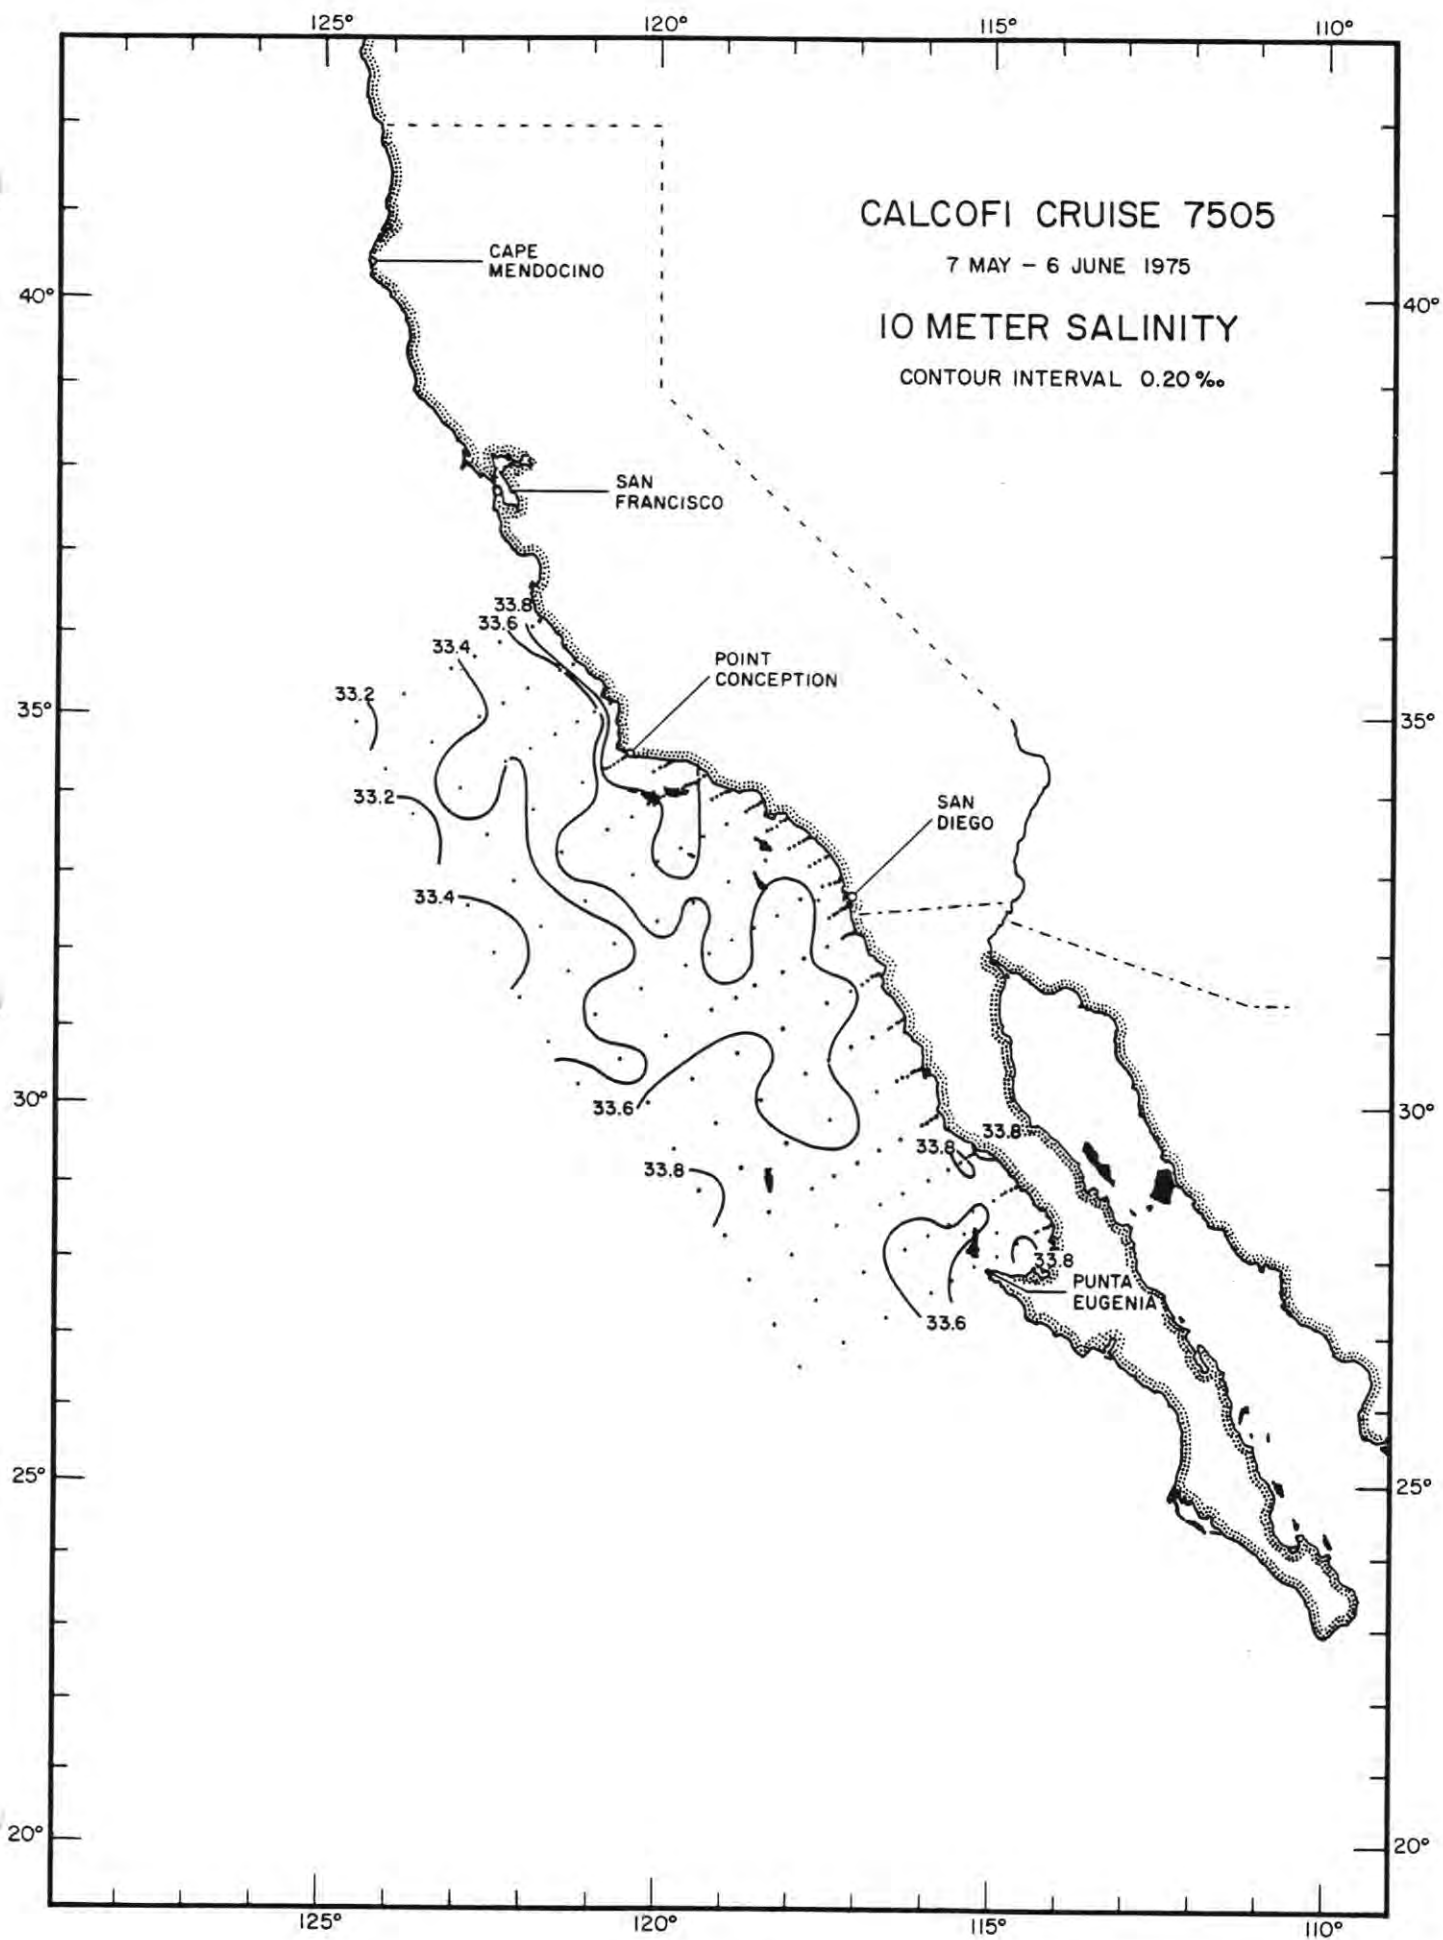 125° 120° 115° 110°
CALCOFI CRUISE 7505
7 MAY – 6 JUNE 1975
CAPE
MENDOCINO
40° 40°
10 METER SALINITY
CONTOUR INTERVAL 0.20 ‰
SAN
FRANCISCO
33.8
33.6
33.4
POINT
CONCEPTION
33.2
35° 35°
33.2
SAN
DIEGO
33.4
30° 30°
33.6
33.8
33.8
33.8
33.8
PUNTA
EUGENIA
33.6
25° 25°
20° 20°
125° 120° 115° 110°